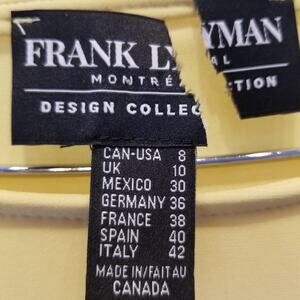 FRANK LY YMAN
MONTRÉ AL
DESIGN COLLEC CTION
CAN-USA 8
UK 10
MEXICO 30
GERMANY 36
FRANCE 38
SPAIN 40
ITALY 42
MADE IN/FAIT AU
CANADA